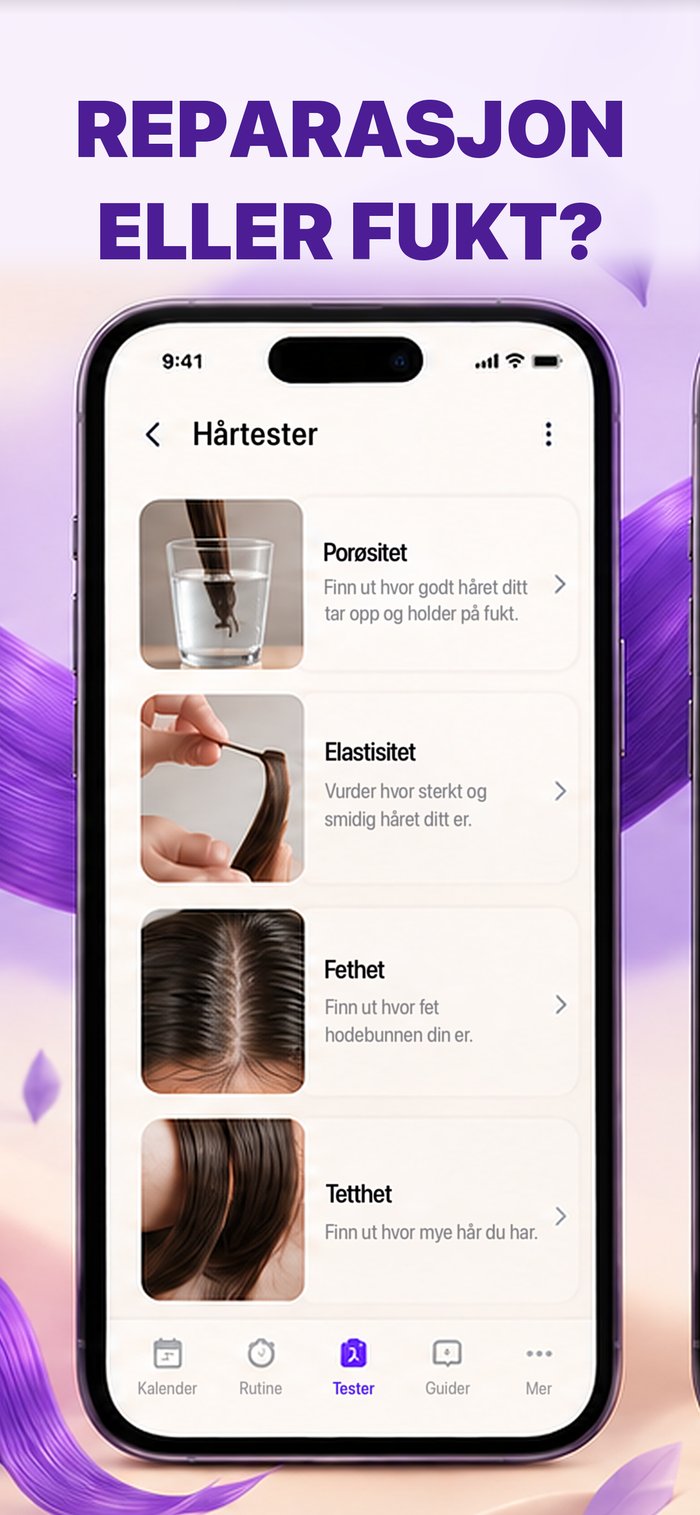 REPARASJON
ELLER FUKT?
9:41
Hårtester
Porøsitet
Finn ut hvor godt håret ditt
tar opp og holder på fukt.
Elastisitet
Vurder hvor sterkt og
smidig håret ditt er.
Fethet
Finn ut hvor fet
hodebunnen din er.
Tetthet
Finn ut hvor mye hår du har.
Kalender
Rutine
Tester
Guider
Mer